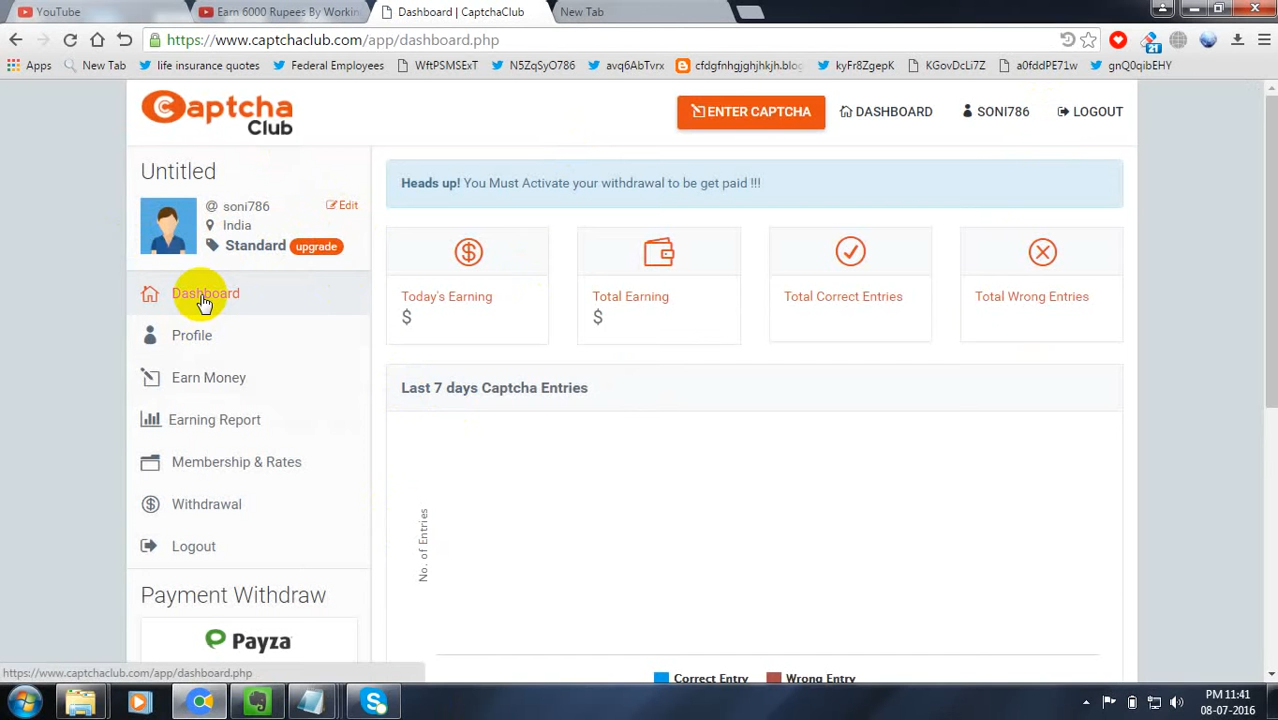 YouTube
Earn 6000 Rupees By Workin
Dashboard | CaptchaClub
New Tab
https://www.captchaclub.com/app/dashboard.php
21
Apps
New Tab
life insurance quotes
Federal Employees
WftPSMSExT
N5ZqSyO786
avq6AbTvrx
cfdgfnhgjghjhkjh.blog
kyFr8ZgepK
KGovDcLi7Z
a0fddPE71w
gnQ0qibEHY
Captcha
Club
ENTER CAPTCHA
DASHBOARD
SONI786
LOGOUT
Untitled
@ soni786
Edit
India
Standard upgrade
Heads up! You Must Activate your withdrawal to be get paid !!!
Today's Earning
$
Total Earning
$
Total Correct Entries
Total Wrong Entries
Dashboard
Profile
Earn Money
Earning Report
Membership & Rates
Withdrawal
Logout
Last 7 days Captcha Entries
No. of Entries
Correct Entry
Wrong Entry
Payment Withdraw
Payza
https://www.captchaclub.com/app/dashboard.php
PM 11:41
08-07-2016